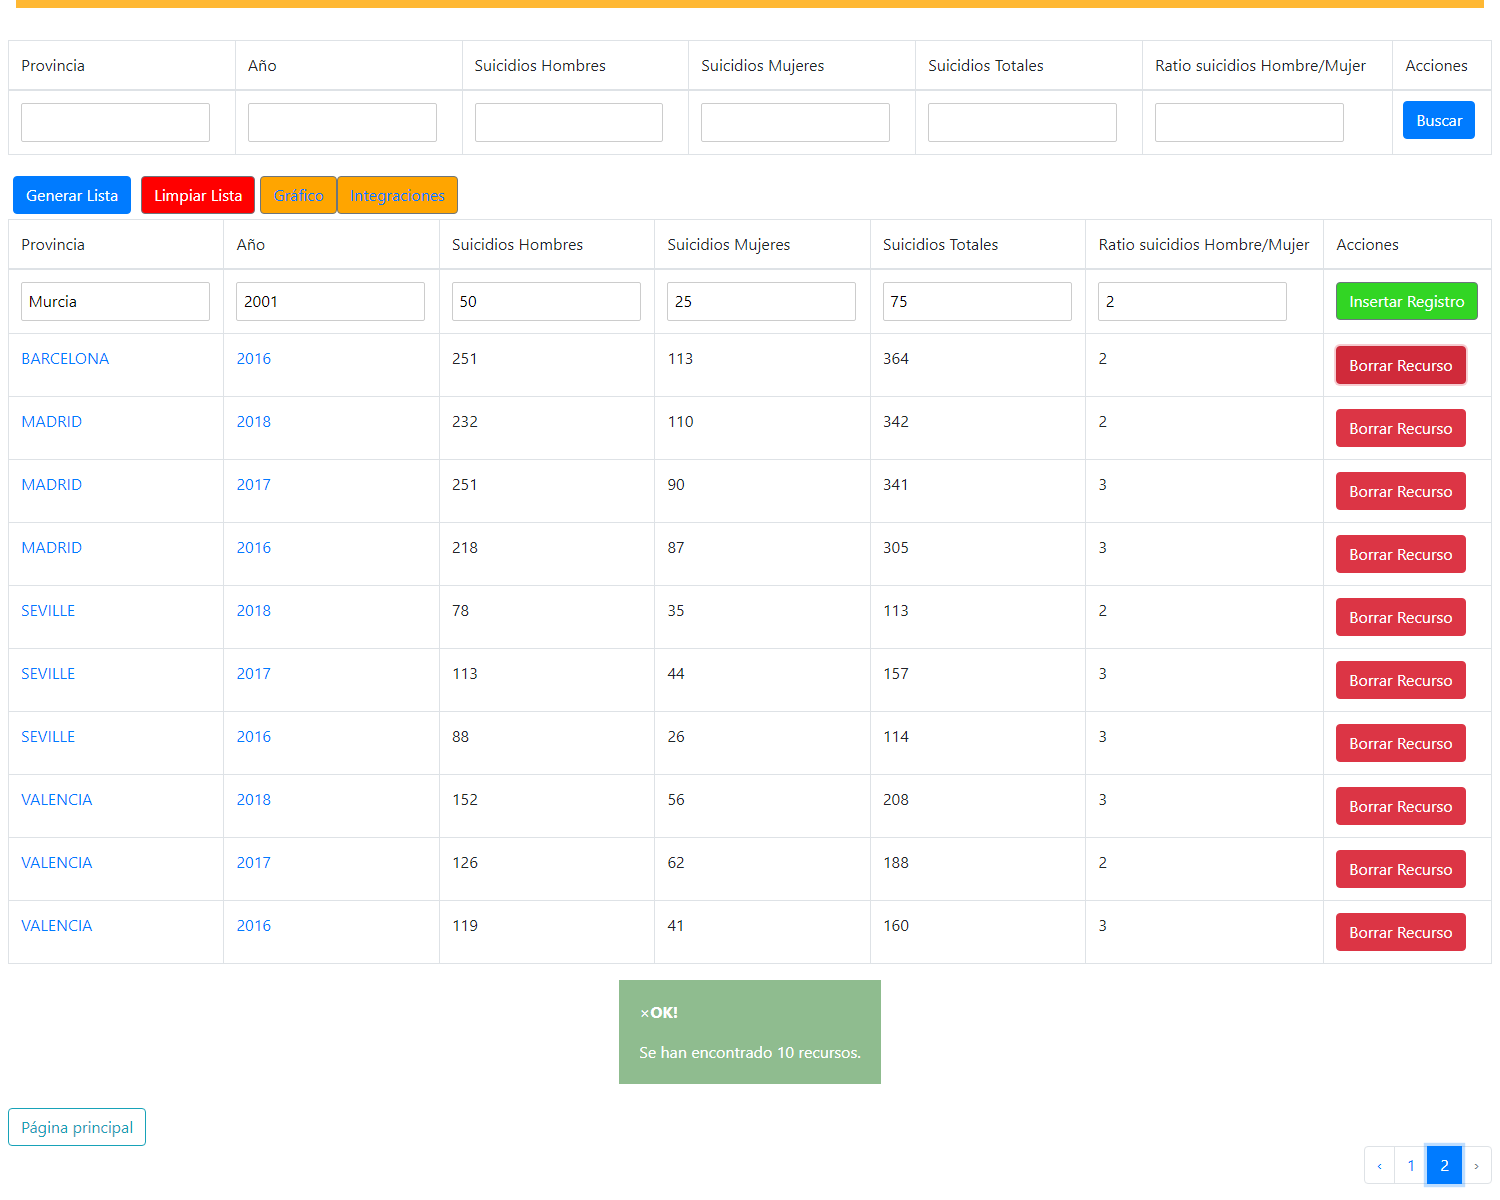 Provincia Año Suicidios Hombres Suicidios Mujeres Suicidios Totales Ratio suicidios Hombre/Mujer Acciones
Buscar
Generar Lista Limpiar Lista Gráfico Integraciones
Provincia Año Suicidios Hombres Suicidios Mujeres Suicidios Totales Ratio suicidios Hombre/Mujer Acciones
Murcia 2001 50 25 75 2 Insertar Registro
BARCELONA 2016 251 113 364 2 Borrar Recurso
MADRID 2018 232 110 342 2 Borrar Recurso
MADRID 2017 251 90 341 3 Borrar Recurso
MADRID 2016 218 87 305 3 Borrar Recurso
SEVILLE 2018 78 35 113 2 Borrar Recurso
SEVILLE 2017 113 44 157 3 Borrar Recurso
SEVILLE 2016 88 26 114 3 Borrar Recurso
VALENCIA 2018 152 56 208 3 Borrar Recurso
VALENCIA 2017 126 62 188 2 Borrar Recurso
VALENCIA 2016 119 41 160 3 Borrar Recurso
×OK!
Se han encontrado 10 recursos.
Página principal
‹ 1 2 ›